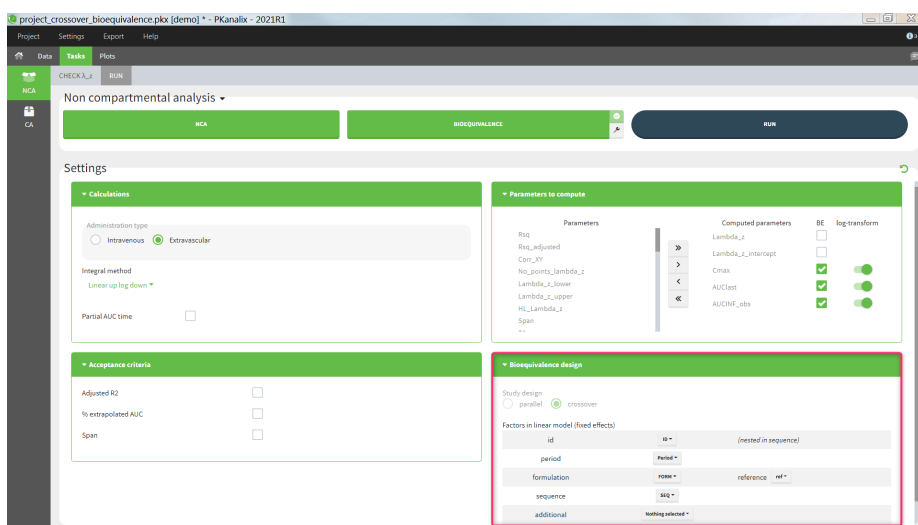 project_crossover_bioequivalence.pkx [demo] * - PKanalix - 2021R1
Project Settings Export Help
Data Tasks Plots
NCA
CA
CHECK λ_z RUN
Non compartmental analysis
NCA BIOEQUIVALENCE RUN
Settings
Calculations
Administration type
Intravenous Extravascular
Integral method
Linear up log down
Partial AUC time
Parameters to compute
Parameters Computed parameters BE log-transform
Rsq
Rsq_adjusted
Corr_XY
No_points_lambda_z
Lambda_z_lower
Lambda_z_upper
HL_Lambda_z
Span
Lambda_z
Lambda_z_intercept
Cmax
AUClast
AUCINF_obs
» 
>
<
«
Acceptance criteria
Adjusted R2
% extrapolated AUC
Span
Bioequivalence design
Study design
parallel crossover
Factors in linear model (fixed effects)
id ID (nested in sequence)
period Period
formulation FORM reference ref
sequence SEQ
additional Nothing selected